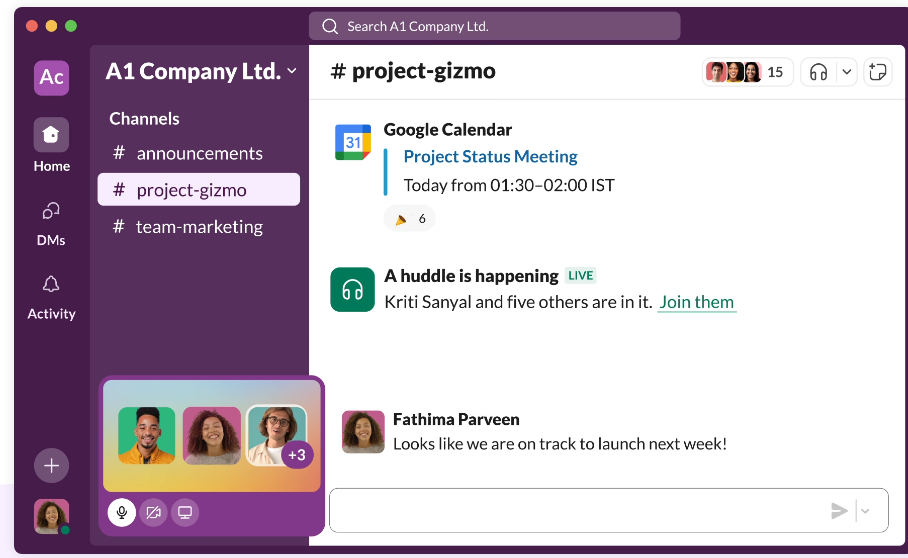 Search A1 Company Ltd.
Ac
A1 Company Ltd.
# project-gizmo
15
Home
DMs
Activity
Channels
# announcements
# project-gizmo
# team-marketing
31
Google Calendar
Project Status Meeting
Today from 01:30–02:00 IST
6
A huddle is happening LIVE
Kriti Sanyal and five others are in it. Join them
+3
Fathima Parveen
Looks like we are on track to launch next week!